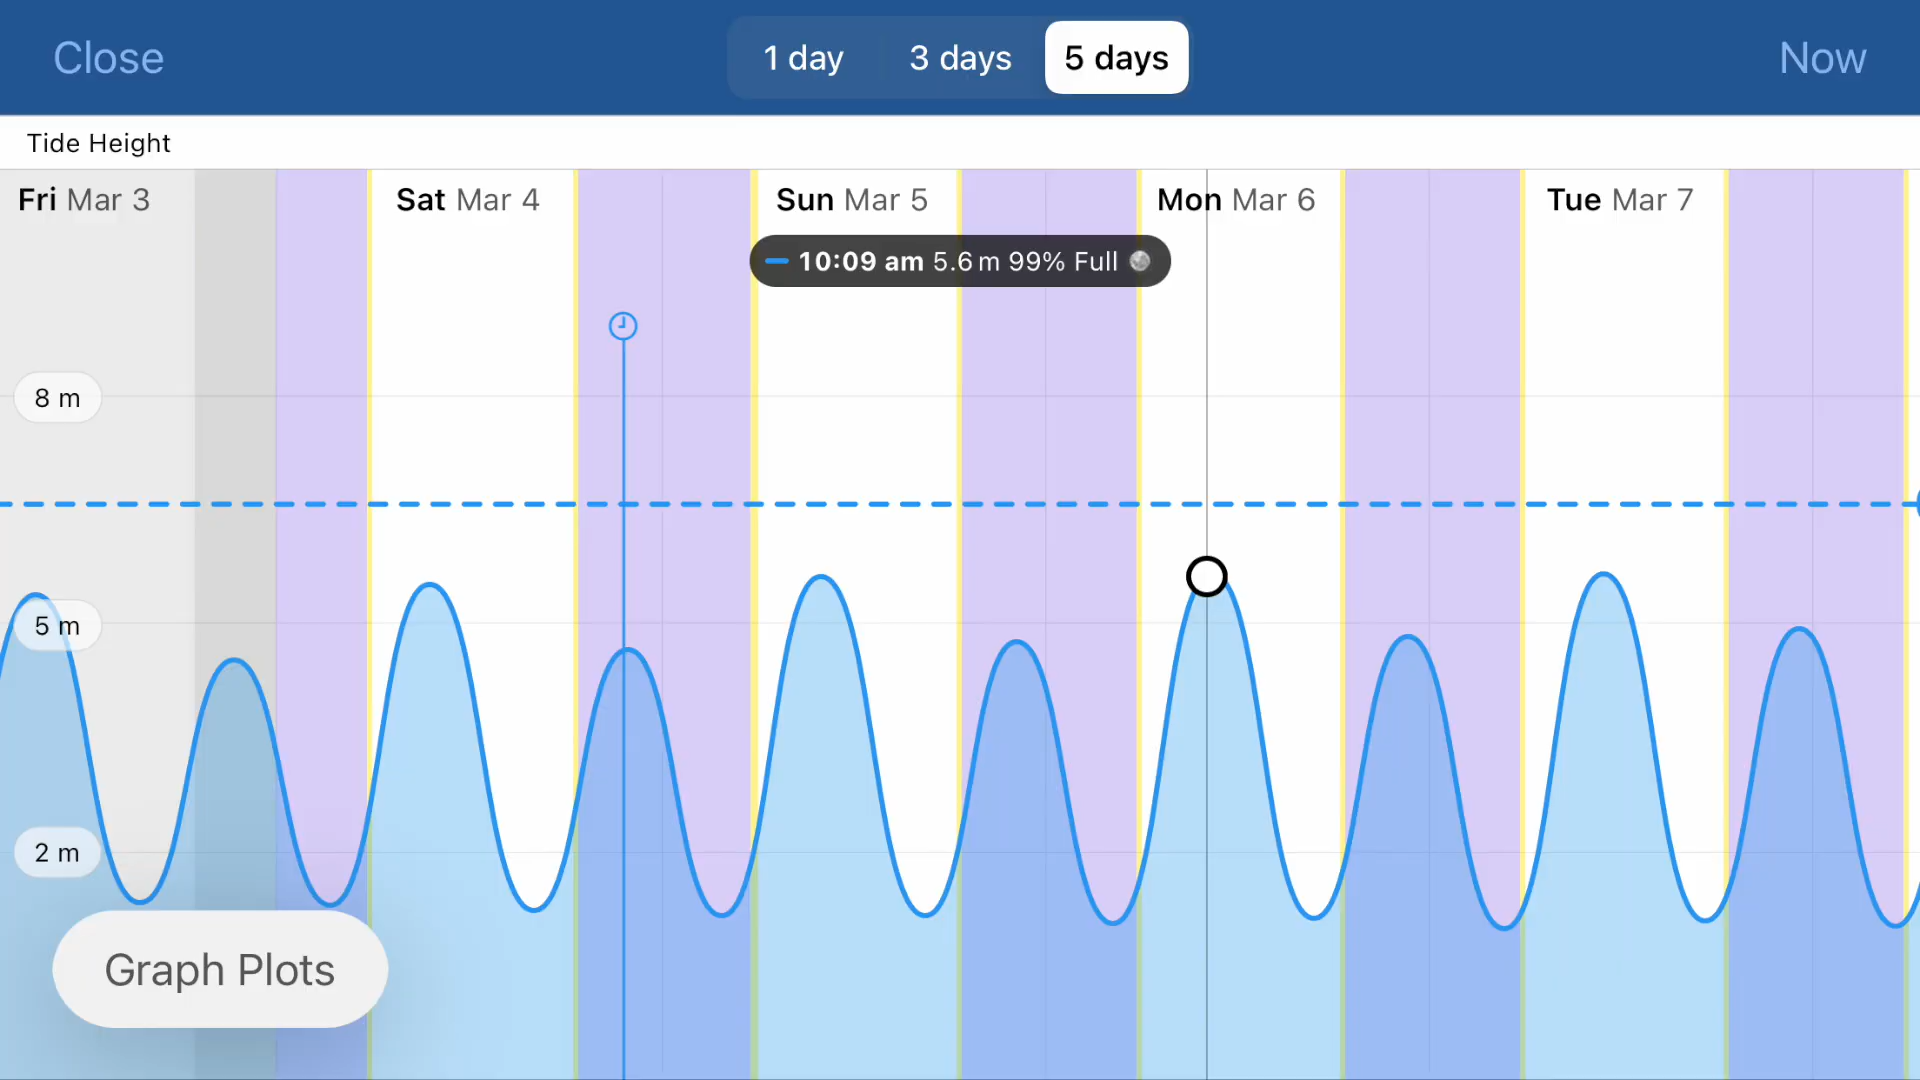 Close 1 day 3 days 5 days Now
Tide Height
Fri Mar 3 Sat Mar 4 Sun Mar 5 Mon Mar 6 Tue Mar 7
10:09 am 5.6 m 99% Full
8 m
5 m
2 m
Graph Plots